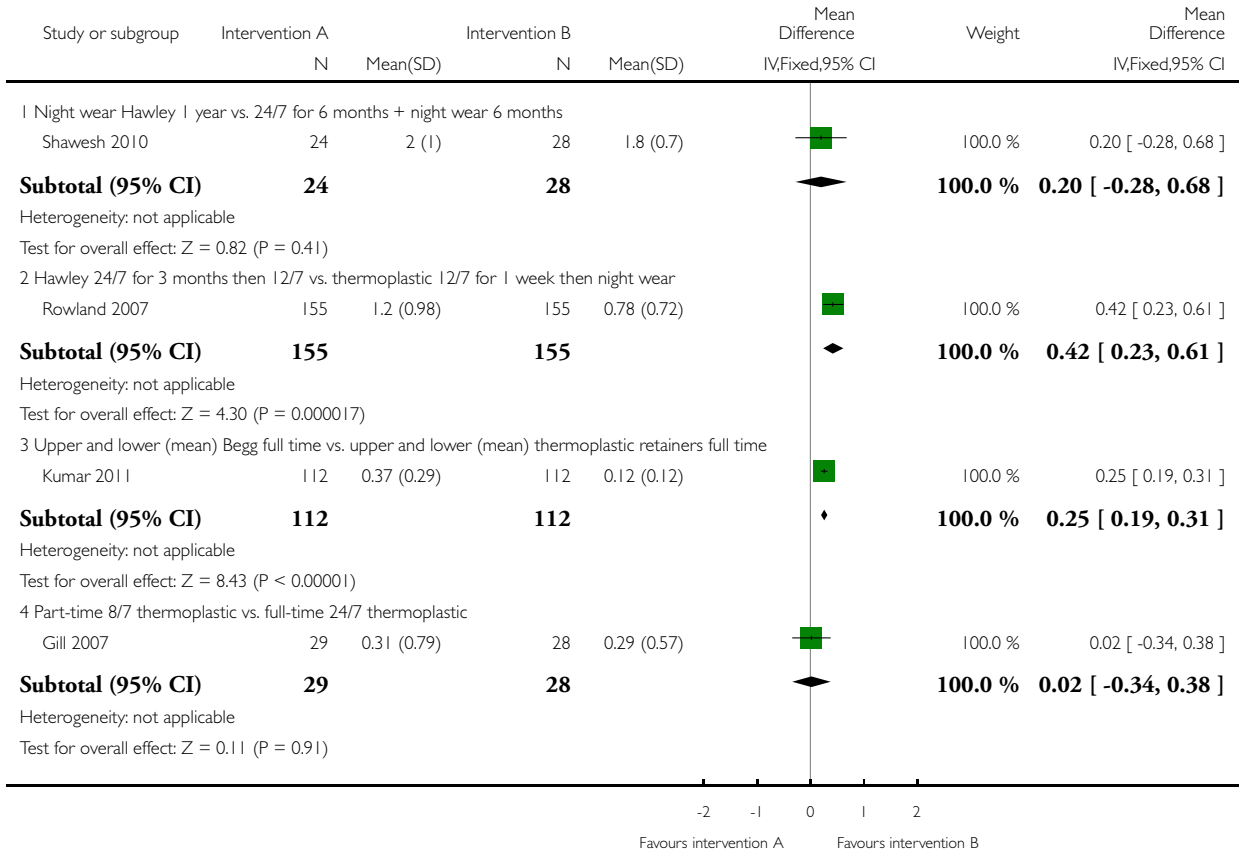 Study or subgroup Intervention A Intervention B Mean Difference Weight Mean Difference
N Mean(SD) N Mean(SD) IV,Fixed,95% CI IV,Fixed,95% CI
1 Night wear Hawley 1 year vs. 24/7 for 6 months + night wear 6 months
Shawesh 2010 24 2 (1) 28 1.8 (0.7) 100.0 % 0.20 [ -0.28, 0.68 ]
Subtotal (95% CI) 24 28 100.0 % 0.20 [ -0.28, 0.68 ]
Heterogeneity: not applicable
Test for overall effect: Z = 0.82 (P = 0.41)
2 Hawley 24/7 for 3 months then 12/7 vs. thermoplastic 12/7 for 1 week then night wear
Rowland 2007 155 1.2 (0.98) 155 0.78 (0.72) 100.0 % 0.42 [ 0.23, 0.61 ]
Subtotal (95% CI) 155 155 100.0 % 0.42 [ 0.23, 0.61 ]
Heterogeneity: not applicable
Test for overall effect: Z = 4.30 (P = 0.000017)
3 Upper and lower (mean) Begg full time vs. upper and lower (mean) thermoplastic retainers full time
Kumar 2011 112 0.37 (0.29) 112 0.12 (0.12) 100.0 % 0.25 [ 0.19, 0.31 ]
Subtotal (95% CI) 112 112 100.0 % 0.25 [ 0.19, 0.31 ]
Heterogeneity: not applicable
Test for overall effect: Z = 8.43 (P < 0.00001)
4 Part-time 8/7 thermoplastic vs. full-time 24/7 thermoplastic
Gill 2007 29 0.31 (0.79) 28 0.29 (0.57) 100.0 % 0.02 [ -0.34, 0.38 ]
Subtotal (95% CI) 29 28 100.0 % 0.02 [ -0.34, 0.38 ]
Heterogeneity: not applicable
Test for overall effect: Z = 0.11 (P = 0.91)
-2 -1 0 1 2
Favours intervention A Favours intervention B